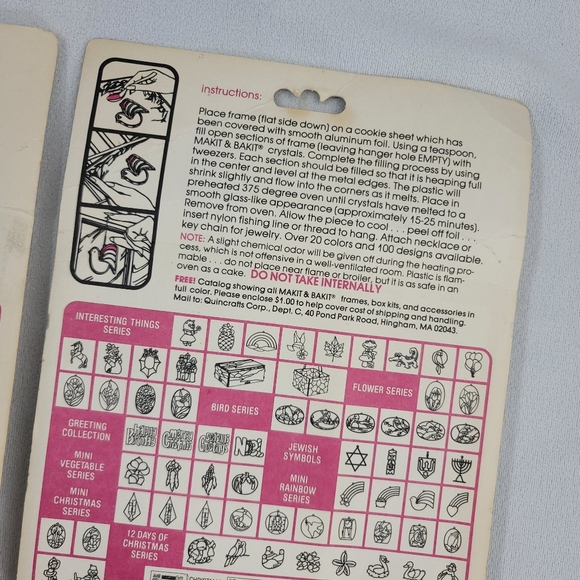 instructions:
Place frame (flat side down) on a cookie sheet which has
been covered with smooth aluminum foil. Using a teaspoon,
fill open sections of frame (leaving hanger hole EMPTY) with
MAKIT & BAKIT® crystals. Complete the filling process by using
tweezers. Each section should be filled so that it is heaping full
in the center and level at the metal edges. The plastic will
shrink slightly and flow into the corners as it melts. Place in
preheated 375 degree oven until crystals have melted to a
smooth glass-like appearance (approximately 15-25 minutes).
Remove from oven. Allow the piece to cool . . . peel off foil . . .
insert nylon fishing line or thread to hang. Attach necklace or
key chain for jewelry. Over 20 colors and 100 designs available.
NOTE: A slight chemical odor will be given off during the heating pro-
cess, which is not offensive in a well-ventilated room. Plastic is flam-
mable . . . do not place near flame or broiler, but it is as safe in an
oven as a cake. DO NOT TAKE INTERNALLY
FREE! Catalog showing all MAKIT & BAKIT® frames, box kits, and accessories in
full color. Please enclose $1.00 to help cover cost of shipping and handling.
Mail to: Quincrafts Corp., Dept. C, 40 Pond Park Road, Hingham, MA 02043.
INTERESTING THINGS
SERIES
FLOWER SERIES
BIRD SERIES
GREETING
COLLECTION
NOEL
JEWISH
SYMBOLS
MINI
VEGETABLE
SERIES
MINI
RAINBOW
SERIES
MINI
CHRISTMAS
SERIES
12 DAYS OF
CHRISTMAS
SERIES